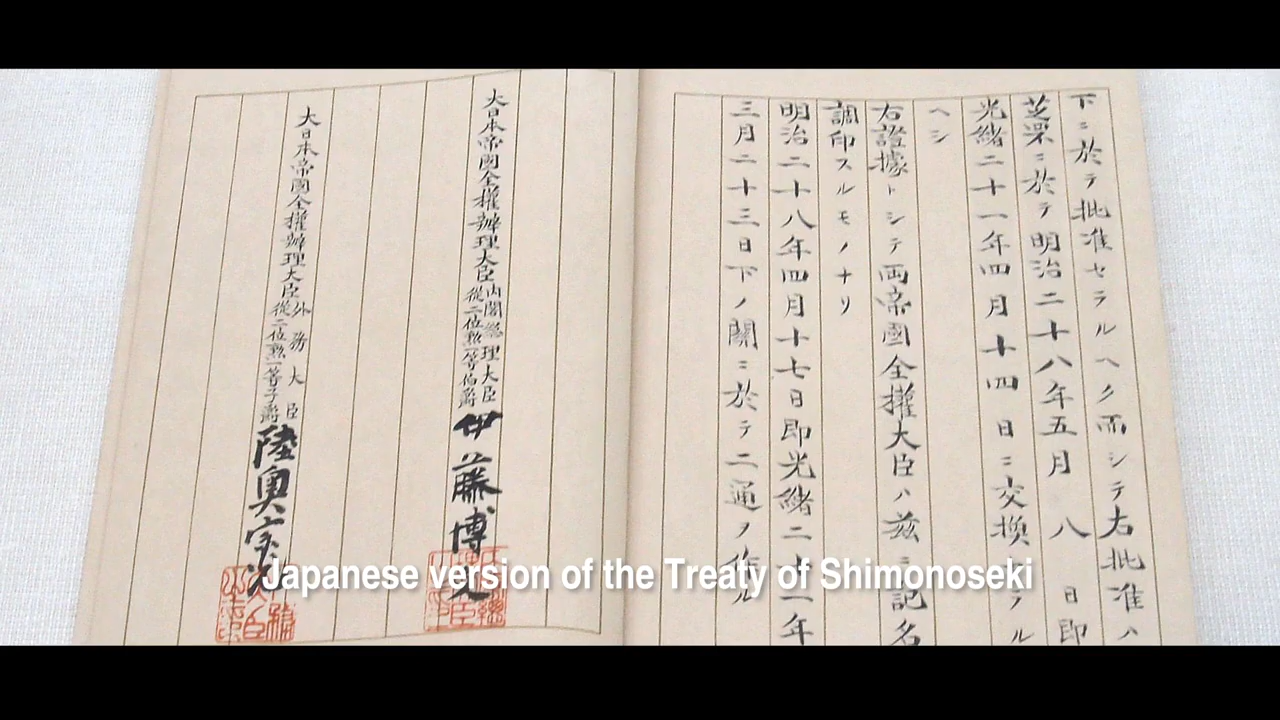 下ニ於テ批准セラルヘク而シテ右批准ハ
芝罘ニ於テ明治二十八年五月八日即
光緒二十一年四月十四日ニ交換セラル
ヘシ
右證據トシテ両帝國全權大臣ハ茲ニ記名
調印スルモノナリ
明治二十八年四月十七日即光緒二十一年
三月二十三日下ノ關ニ於テ二通ヲ作ル
大日本帝國全權辦理大臣內閣總理大臣從二位勲一等伯爵伊藤博文
大日本帝國全權辦理大臣外務大臣從二位勲一等子爵陸奥宗光
Japanese version of the Treaty of Shimonoseki